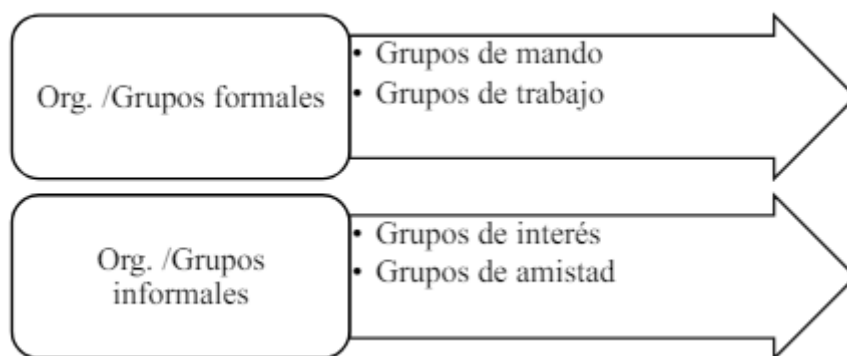 Org. /Grupos formales
• Grupos de mando
• Grupos de trabajo
Org. /Grupos
informales
• Grupos de interés
• Grupos de amistad